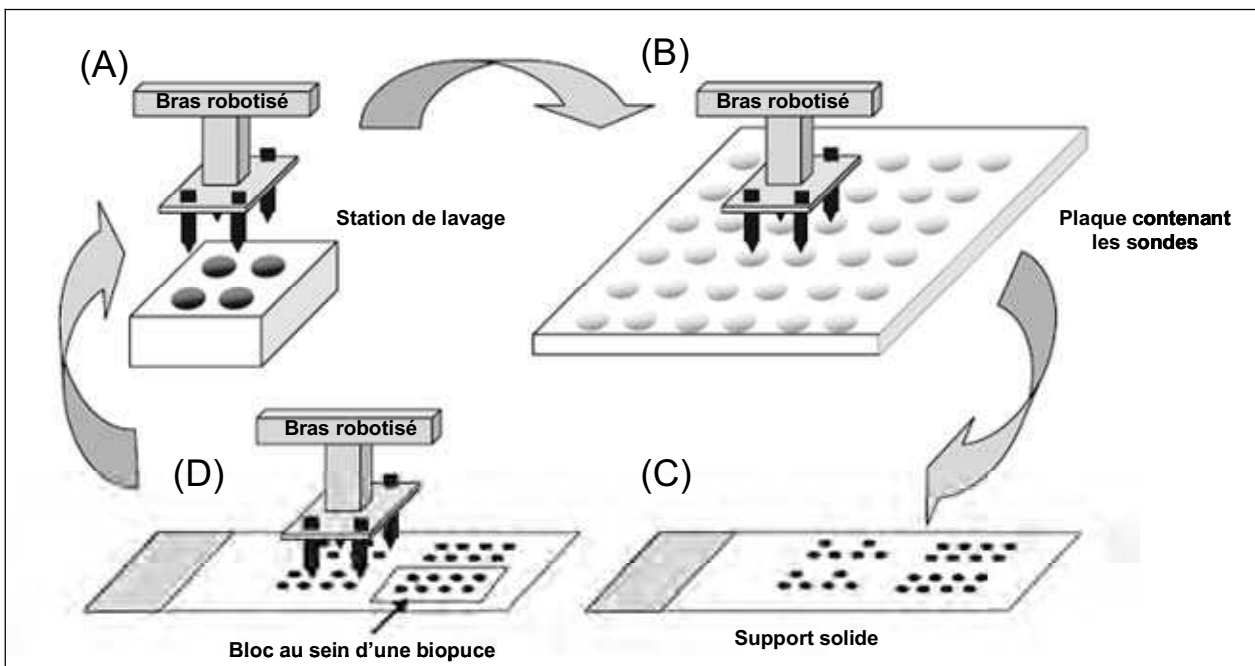 (A)
Bras robotisé
Station de lavage
(B)
Bras robotisé
Plaque contenant
les sondes
(D)
Bras robotisé
Bloc au sein d’une biopuce
(C)
Support solide